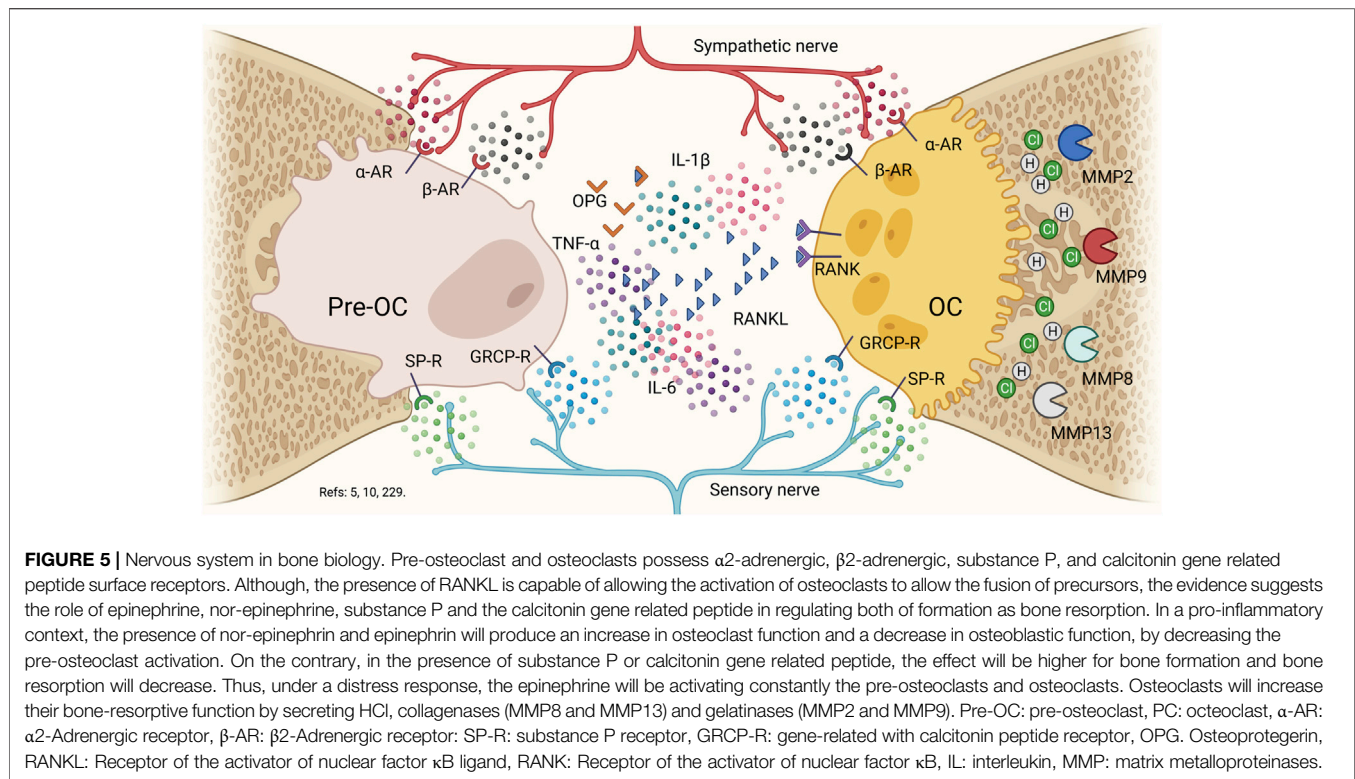 Sympathetic nerve
α-AR
β-AR
IL-1β
OPG
TNF-α
β-AR
α-AR
MMP2
MMP9
MMP8
MMP13
H
H
H
H
H
H
Cl
Cl
Cl
Cl
Cl
Cl
Cl
RANK
RANKL
Pre-OC
OC
SP-R
GRCP-R
IL-6
GRCP-R
SP-R
Sensory nerve
Refs: 5, 10, 229.
FIGURE 5 | Nervous system in bone biology. Pre-osteoclast and osteoclasts possess α2-adrenergic, β2-adrenergic, substance P, and calcitonin gene related
peptide surface receptors. Although, the presence of RANKL is capable of allowing the activation of osteoclasts to allow the fusion of precursors, the evidence suggests
the role of epinephrine, nor-epinephrine, substance P and the calcitonin gene related peptide in regulating both of formation as bone resorption. In a pro-inflammatory
context, the presence of nor-epinephrin and epinephrin will produce an increase in osteoclast function and a decrease in osteoblastic function, by decreasing the
pre-osteoclast activation. On the contrary, in the presence of substance P or calcitonin gene related peptide, the effect will be higher for bone formation and bone
resorption will decrease. Thus, under a distress response, the epinephrine will be activating constantly the pre-osteoclasts and osteoclasts. Osteoclasts will increase
their bone-resorptive function by secreting HCl, collagenases (MMP8 and MMP13) and gelatinases (MMP2 and MMP9). Pre-OC: pre-osteoclast, PC: octeoclast, α-AR:
α2-Adrenergic receptor, β-AR: β2-Adrenergic receptor: SP-R: substance P receptor, GRCP-R: gene-related with calcitonin peptide receptor, OPG. Osteoprotegerin,
RANKL: Receptor of the activator of nuclear factor κB ligand, RANK: Receptor of the activator of nuclear factor κB, IL: interleukin, MMP: matrix metalloproteinases.